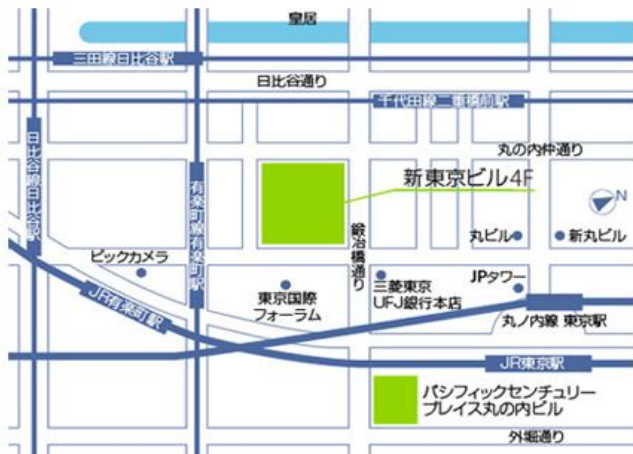 皇居
三田線日比谷駅
日比谷通り
千代田線二重橋前駅
日比谷線日比谷駅
有楽町線有楽町駅
丸の内仲通り
新東京ビル4F
N
鍛冶橋通り
丸ビル
新丸ビル
ビックカメラ
東京国際
フォーラム
三菱東京
UFJ銀行本店
JPタワー
JR有楽町駅
丸ノ内線 東京駅
JR東京駅
パシフィックセンチュリー
プレイス丸の内ビル
外堀通り